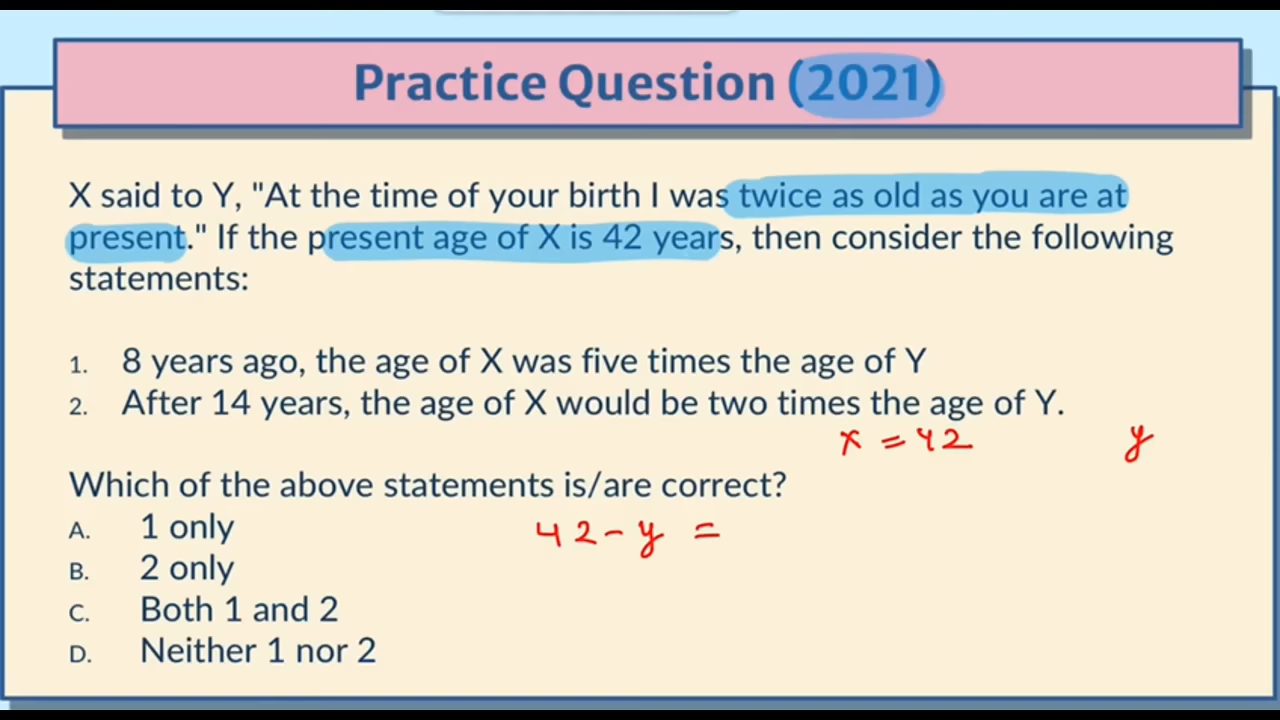 Practice Question (2021)
X said to Y, "At the time of your birth I was twice as old as you are at
present." If the present age of X is 42 years, then consider the following
statements:
1. 8 years ago, the age of X was five times the age of Y
2. After 14 years, the age of X would be two times the age of Y.
x = 42 y
Which of the above statements is/are correct?
A. 1 only
42 - y =
B. 2 only
C. Both 1 and 2
D. Neither 1 nor 2